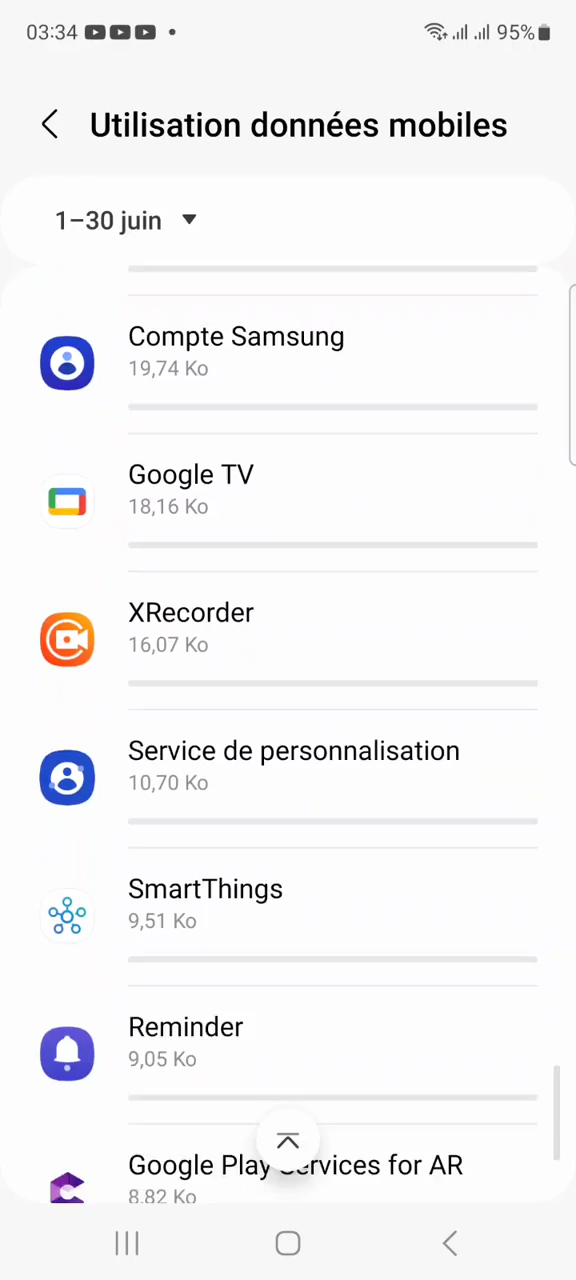 03:34 95%
Utilisation données mobiles
1–30 juin
Compte Samsung
19,74 Ko
Google TV
18,16 Ko
XRecorder
16,07 Ko
Service de personnalisation
10,70 Ko
SmartThings
9,51 Ko
Reminder
9,05 Ko
Google Play Services for AR
8,82 Ko